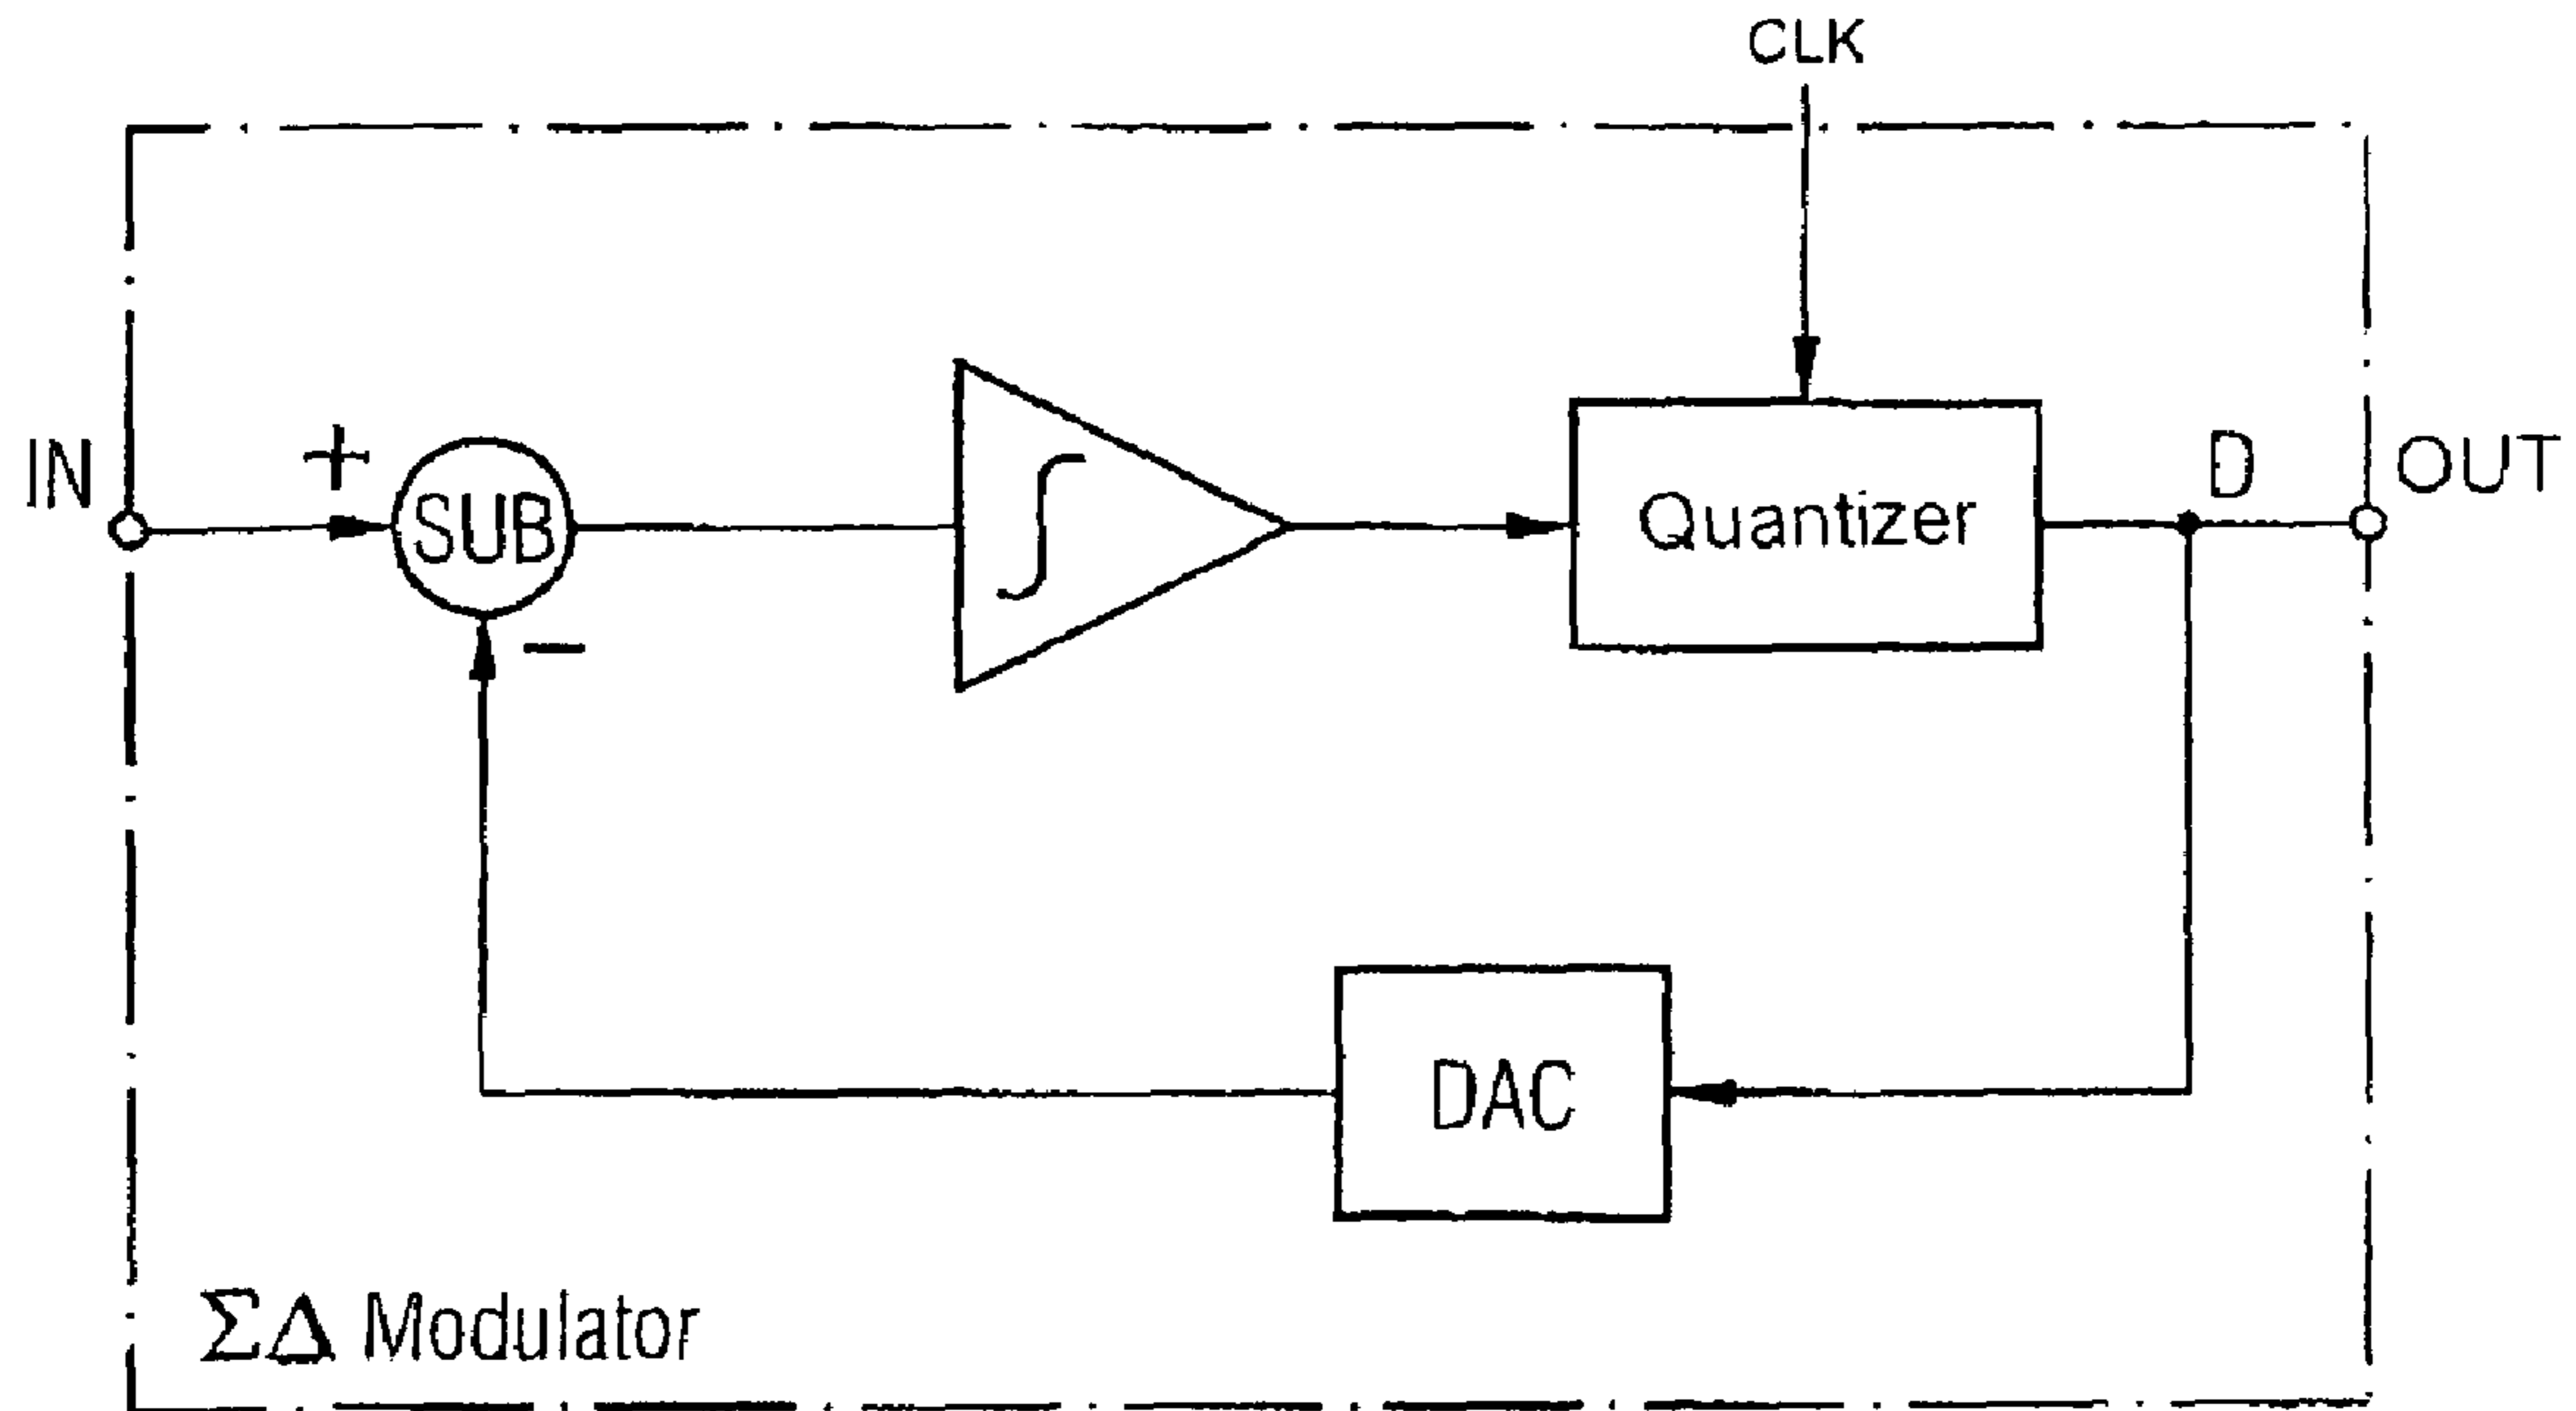 CLK
IN
+
SUB
−
∫
Quantizer
D
OUT
DAC
ΣΔ Modulator